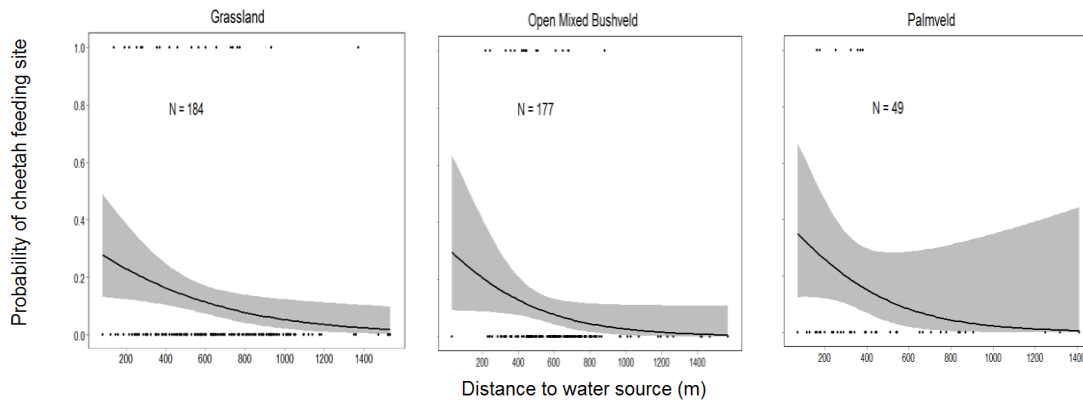 Grassland
Open Mixed Bushveld
Palmveld
Probability of cheetah feeding site
1.0
0.8
0.6
0.4
0.2
0.0
N = 184
N = 177
N = 49
200 400 600 800 1000 1200 1400
200 400 600 800 1000 1200 1400
200 400 600 800 1000 1200 1400
Distance to water source (m)